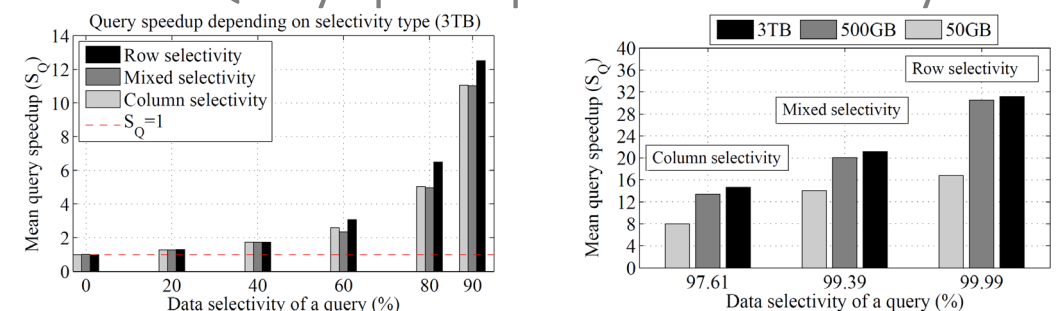 Query speedup depending on selectivity type (3TB)
Mean query speedup (S_Q)
14
12
10
8
6
4
2
0
Row selectivity
Mixed selectivity
Column selectivity
S_Q=1
0 20 40 60 80 90
Data selectivity of a query (%)
3TB 500GB 50GB
Mean query speedup (S_Q)
40
36
32
28
24
20
16
12
8
4
0
Row selectivity
Mixed selectivity
Column selectivity
97.61 99.39 99.99
Data selectivity of a query (%)